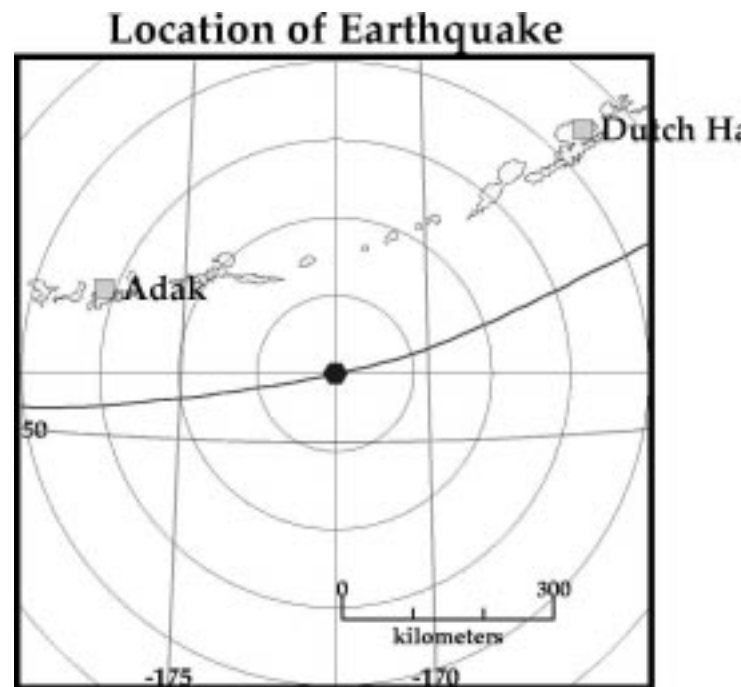 Location of Earthquake
Dutch Ha
Adak
50
0 300
kilometers
-175 -170